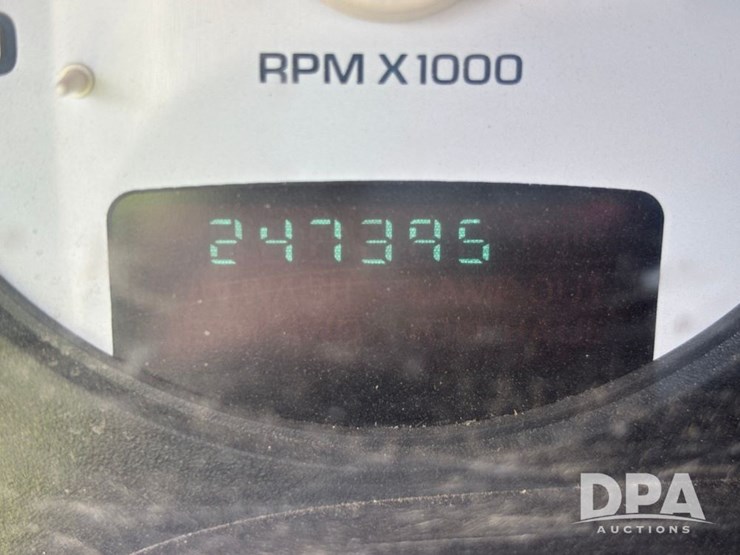 RPM X1000
247395
DPA
AUCTIONS